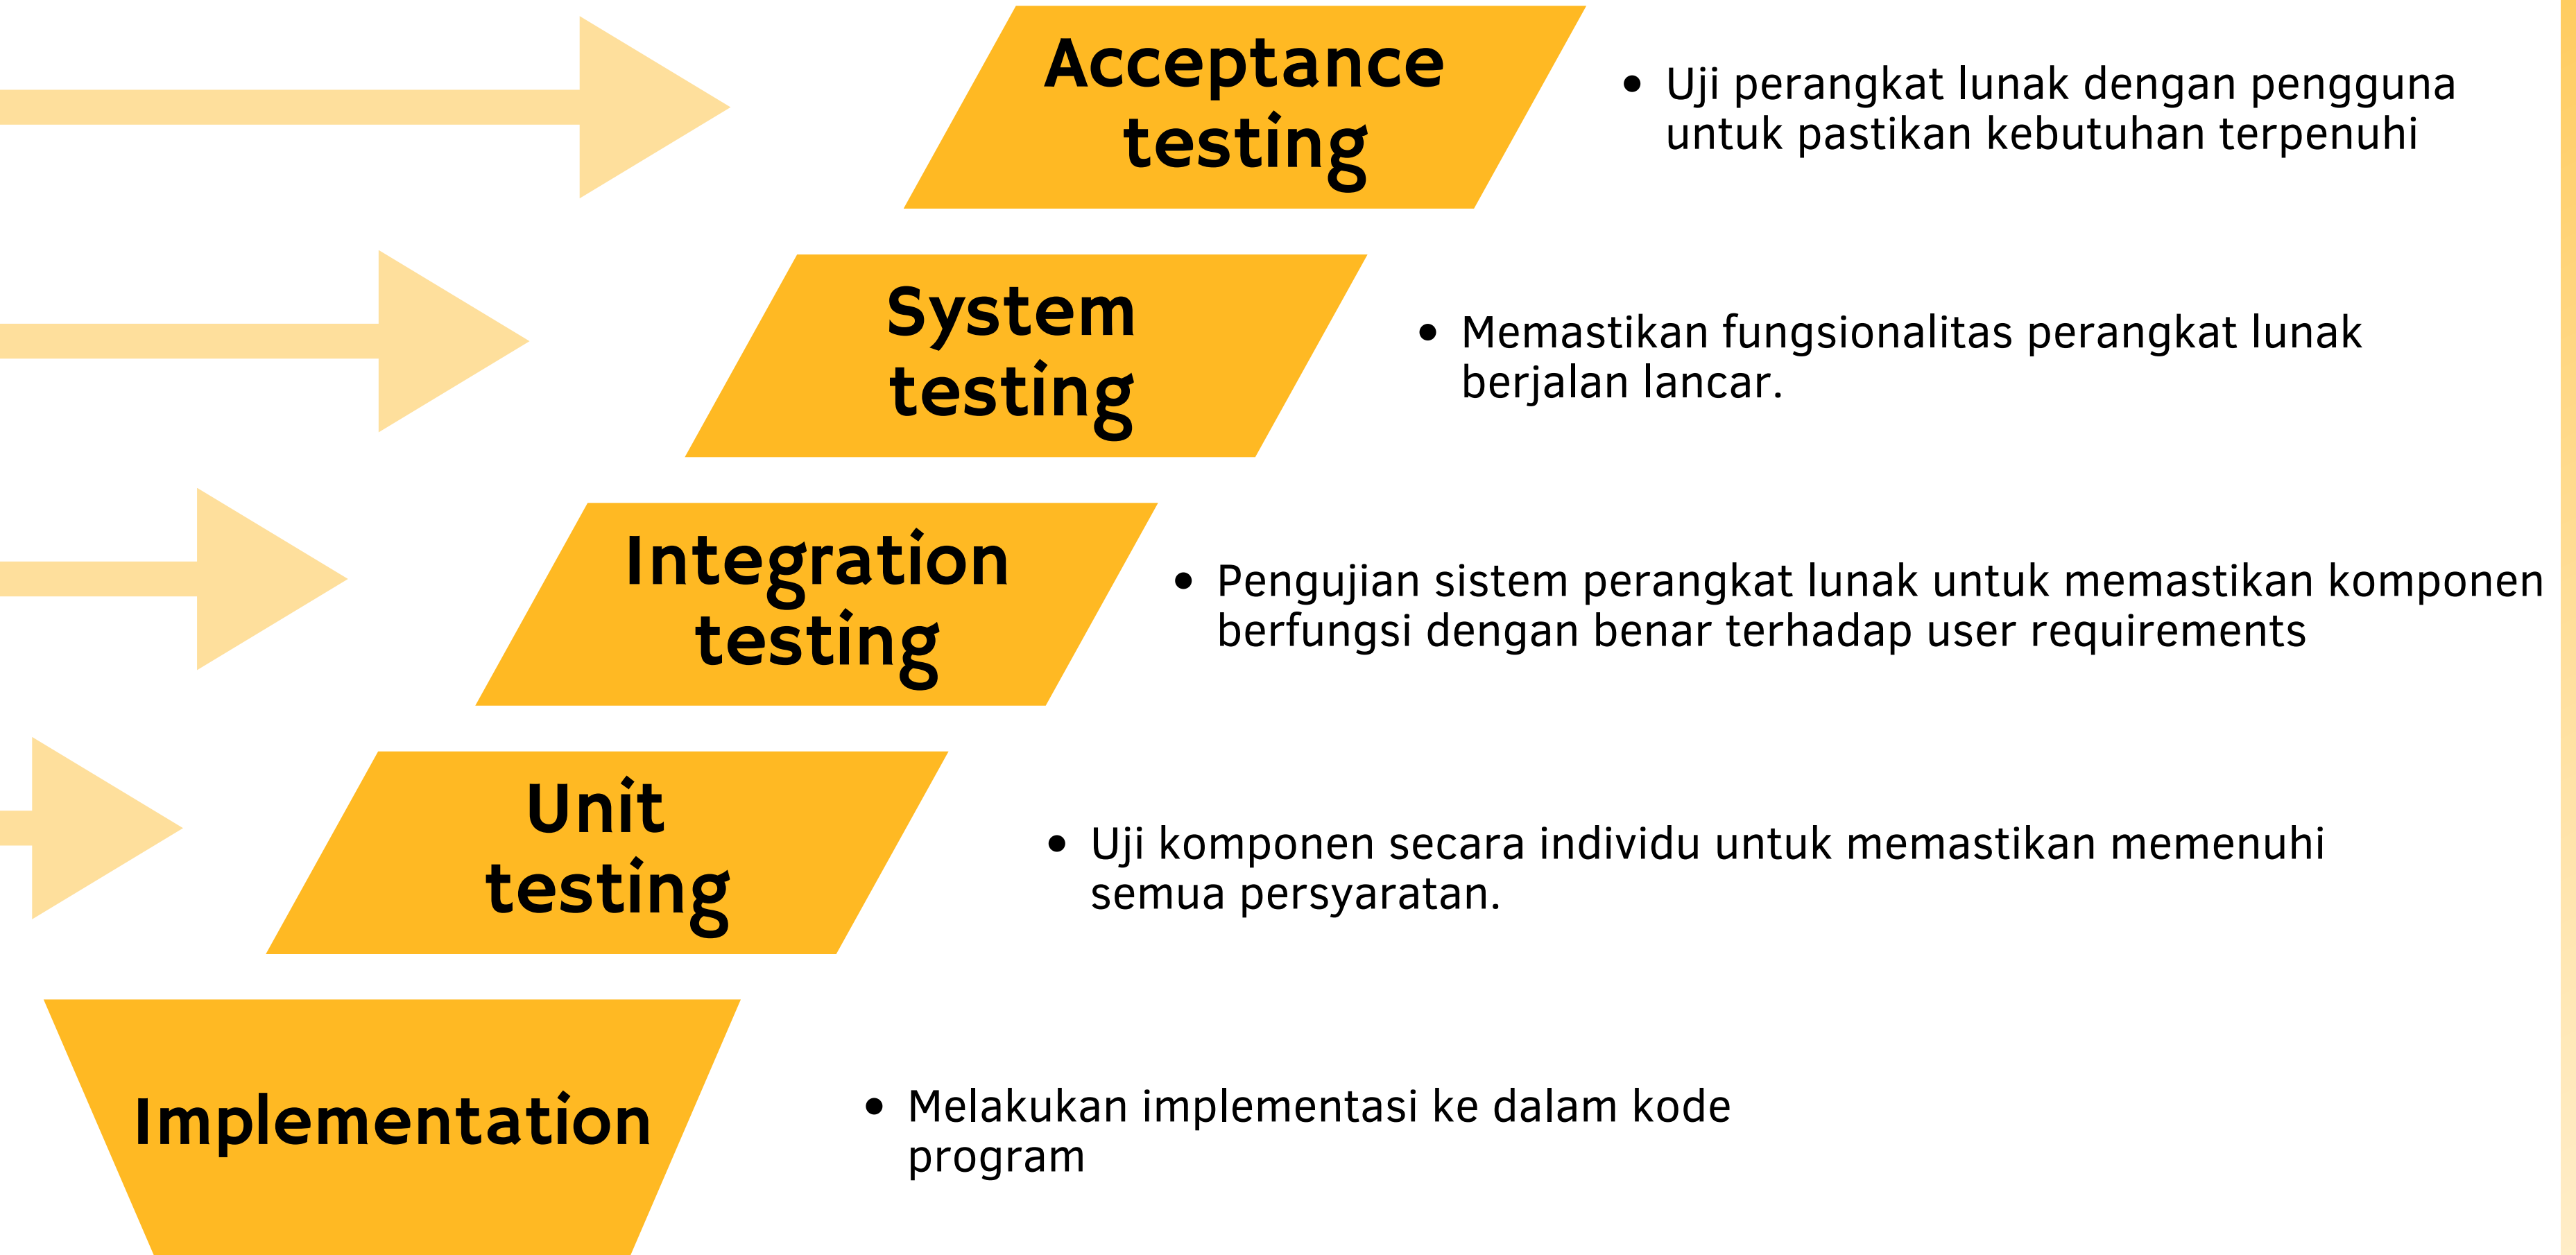 Acceptance
testing
• Uji perangkat lunak dengan pengguna
untuk pastikan kebutuhan terpenuhi
System
testing
• Memastikan fungsionalitas perangkat lunak
berjalan lancar.
Integration
testing
• Pengujian sistem perangkat lunak untuk memastikan komponen
berfungsi dengan benar terhadap user requirements
Unit
testing
• Uji komponen secara individu untuk memastikan memenuhi
semua persyaratan.
Implementation
• Melakukan implementasi ke dalam kode
program